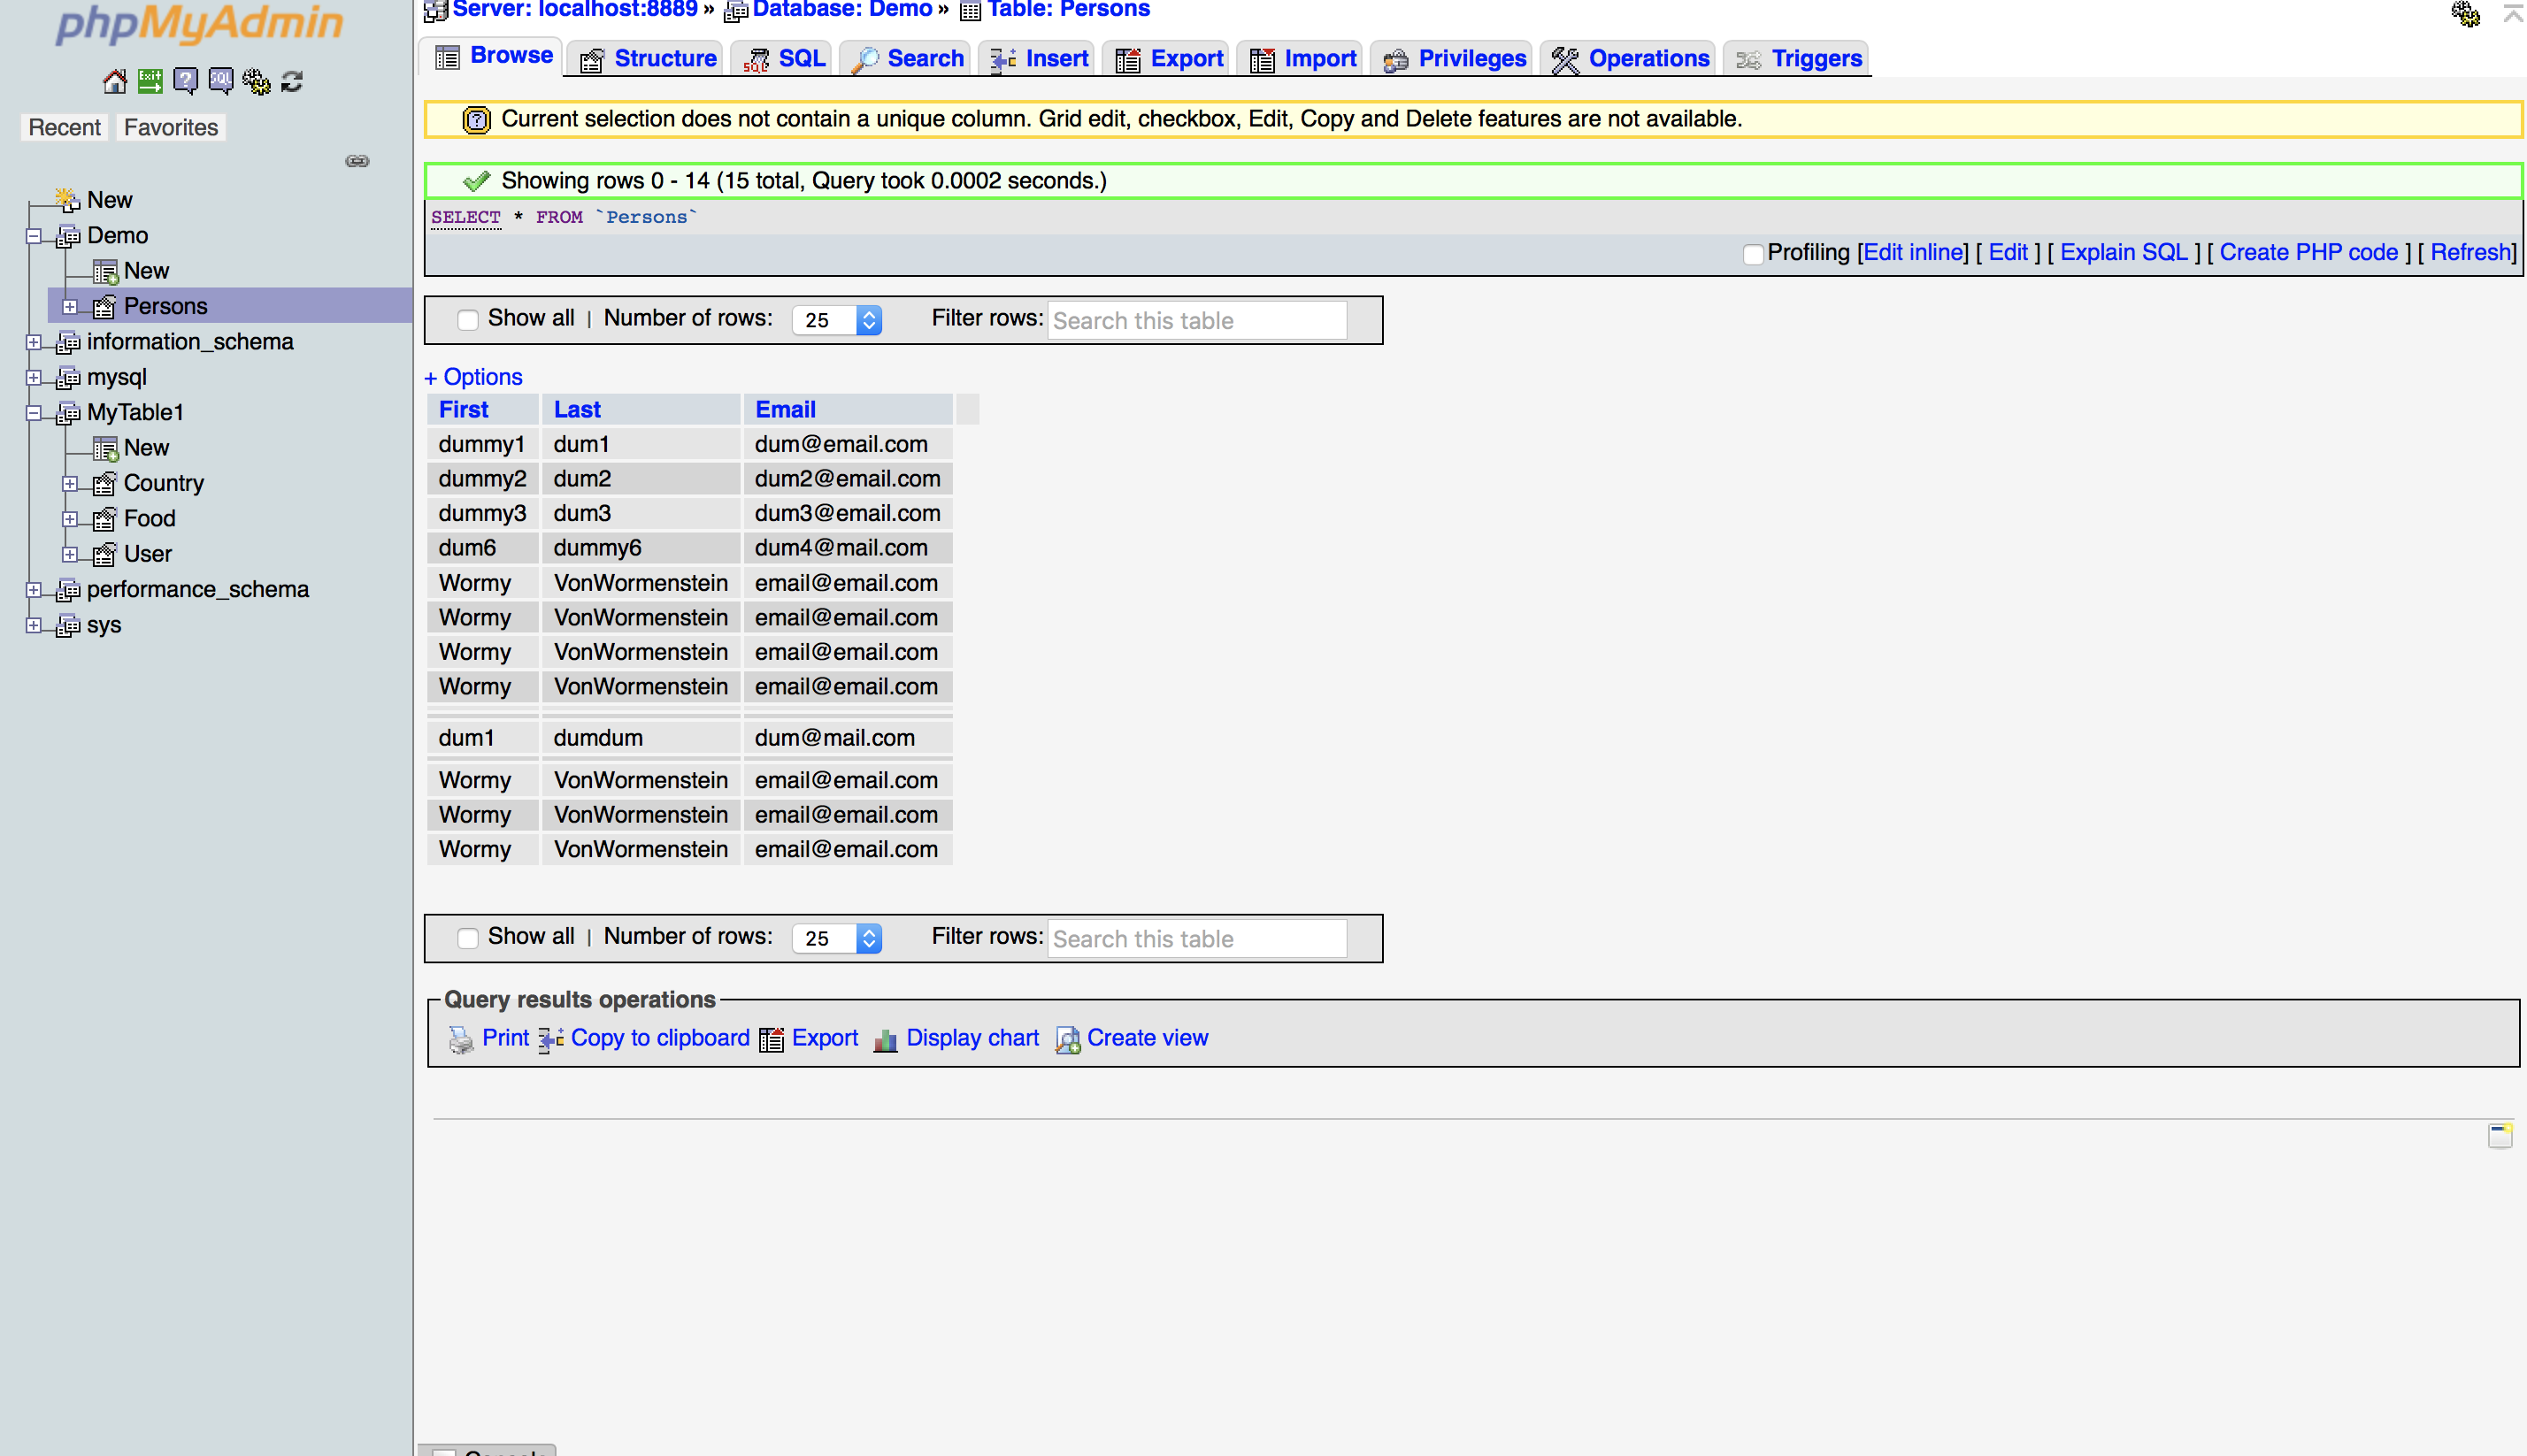 phpMyAdmin
Exit
?
SQL
Recent
Favorites
New
Demo
New
Persons
information_schema
mysql
MyTable1
New
Country
Food
User
performance_schema
sys
Server: localhost:8889 » Database: Demo » Table: Persons
Browse Structure SQL Search Insert Export Import Privileges Operations Triggers
Current selection does not contain a unique column. Grid edit, checkbox, Edit, Copy and Delete features are not available.
Showing rows 0 - 14 (15 total, Query took 0.0002 seconds.)
SELECT * FROM `Persons`
Profiling [Edit inline] [ Edit ] [ Explain SQL ] [ Create PHP code ] [ Refresh]
Show all | Number of rows: 25 Filter rows: Search this table
+ Options
First Last Email
dummy1 dum1 dum@email.com
dummy2 dum2 dum2@email.com
dummy3 dum3 dum3@email.com
dum6 dummy6 dum4@mail.com
Wormy VonWormenstein email@email.com
Wormy VonWormenstein email@email.com
Wormy VonWormenstein email@email.com
Wormy VonWormenstein email@email.com
dum1 dumdum dum@mail.com
Wormy VonWormenstein email@email.com
Wormy VonWormenstein email@email.com
Wormy VonWormenstein email@email.com
Show all | Number of rows: 25 Filter rows: Search this table
Query results operations
Print Copy to clipboard Export Display chart Create view